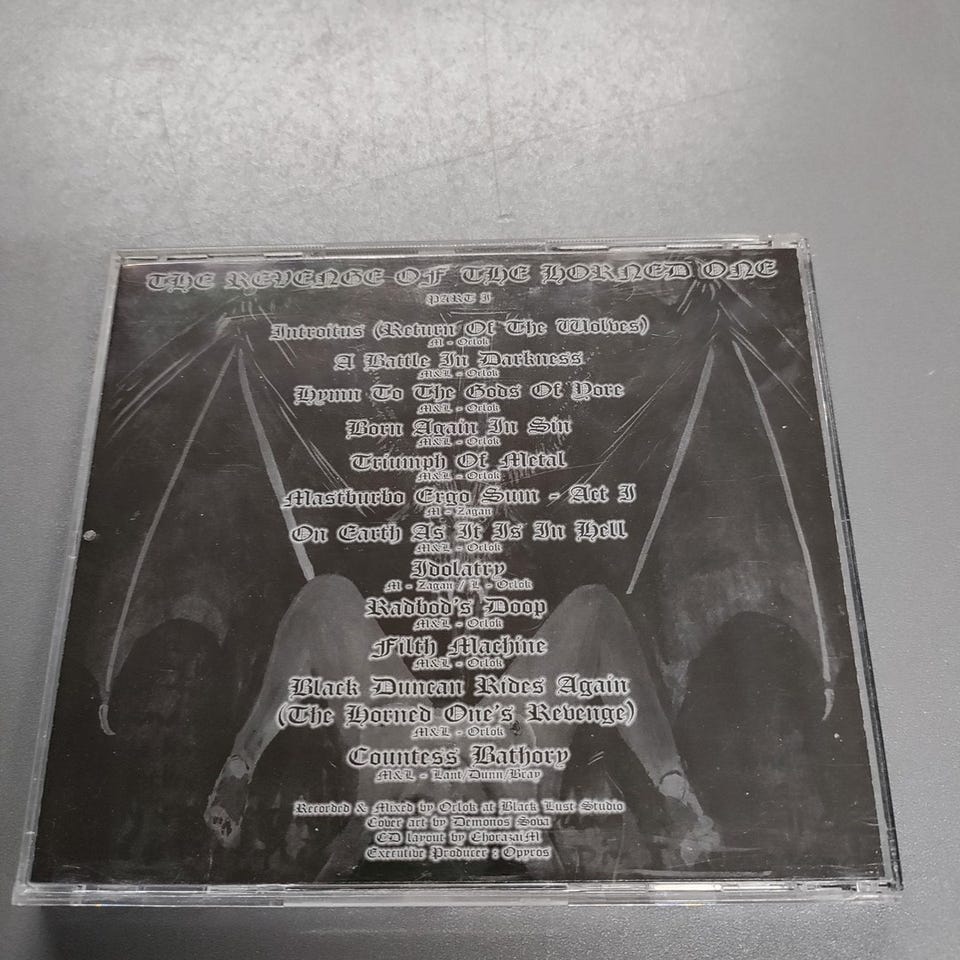 THE REVENGE OF THE HORNED ONE
PART I
Introitus (Return Of The Wolves)
M - Orlok
A Battle In Darkness
M&L - Orlok
Hymn To The Gods Of Yore
M&L - Orlok
Born Again In Sin
M&L - Orlok
Triumph Of Metal
M&L - Orlok
Mastburbo Ergo Sum - Act I
M - Zagan
On Earth As It Is In Hell
M&L - Orlok
Idolatry
M - Zagan / L - Orlok
Radbod's Doop
M&L - Orlok
Filth Machine
M&L - Orlok
Black Duncan Rides Again
(The Horned One's Revenge)
M&L - Orlok
Countess Bathory
M&L - Lant/Dunn/Bray
Recorded & Mixed by Orlok at Black Lust Studio
Cover art by Demonos Sova
CD layout by ChorazaiM
Executive Producer : Opyros